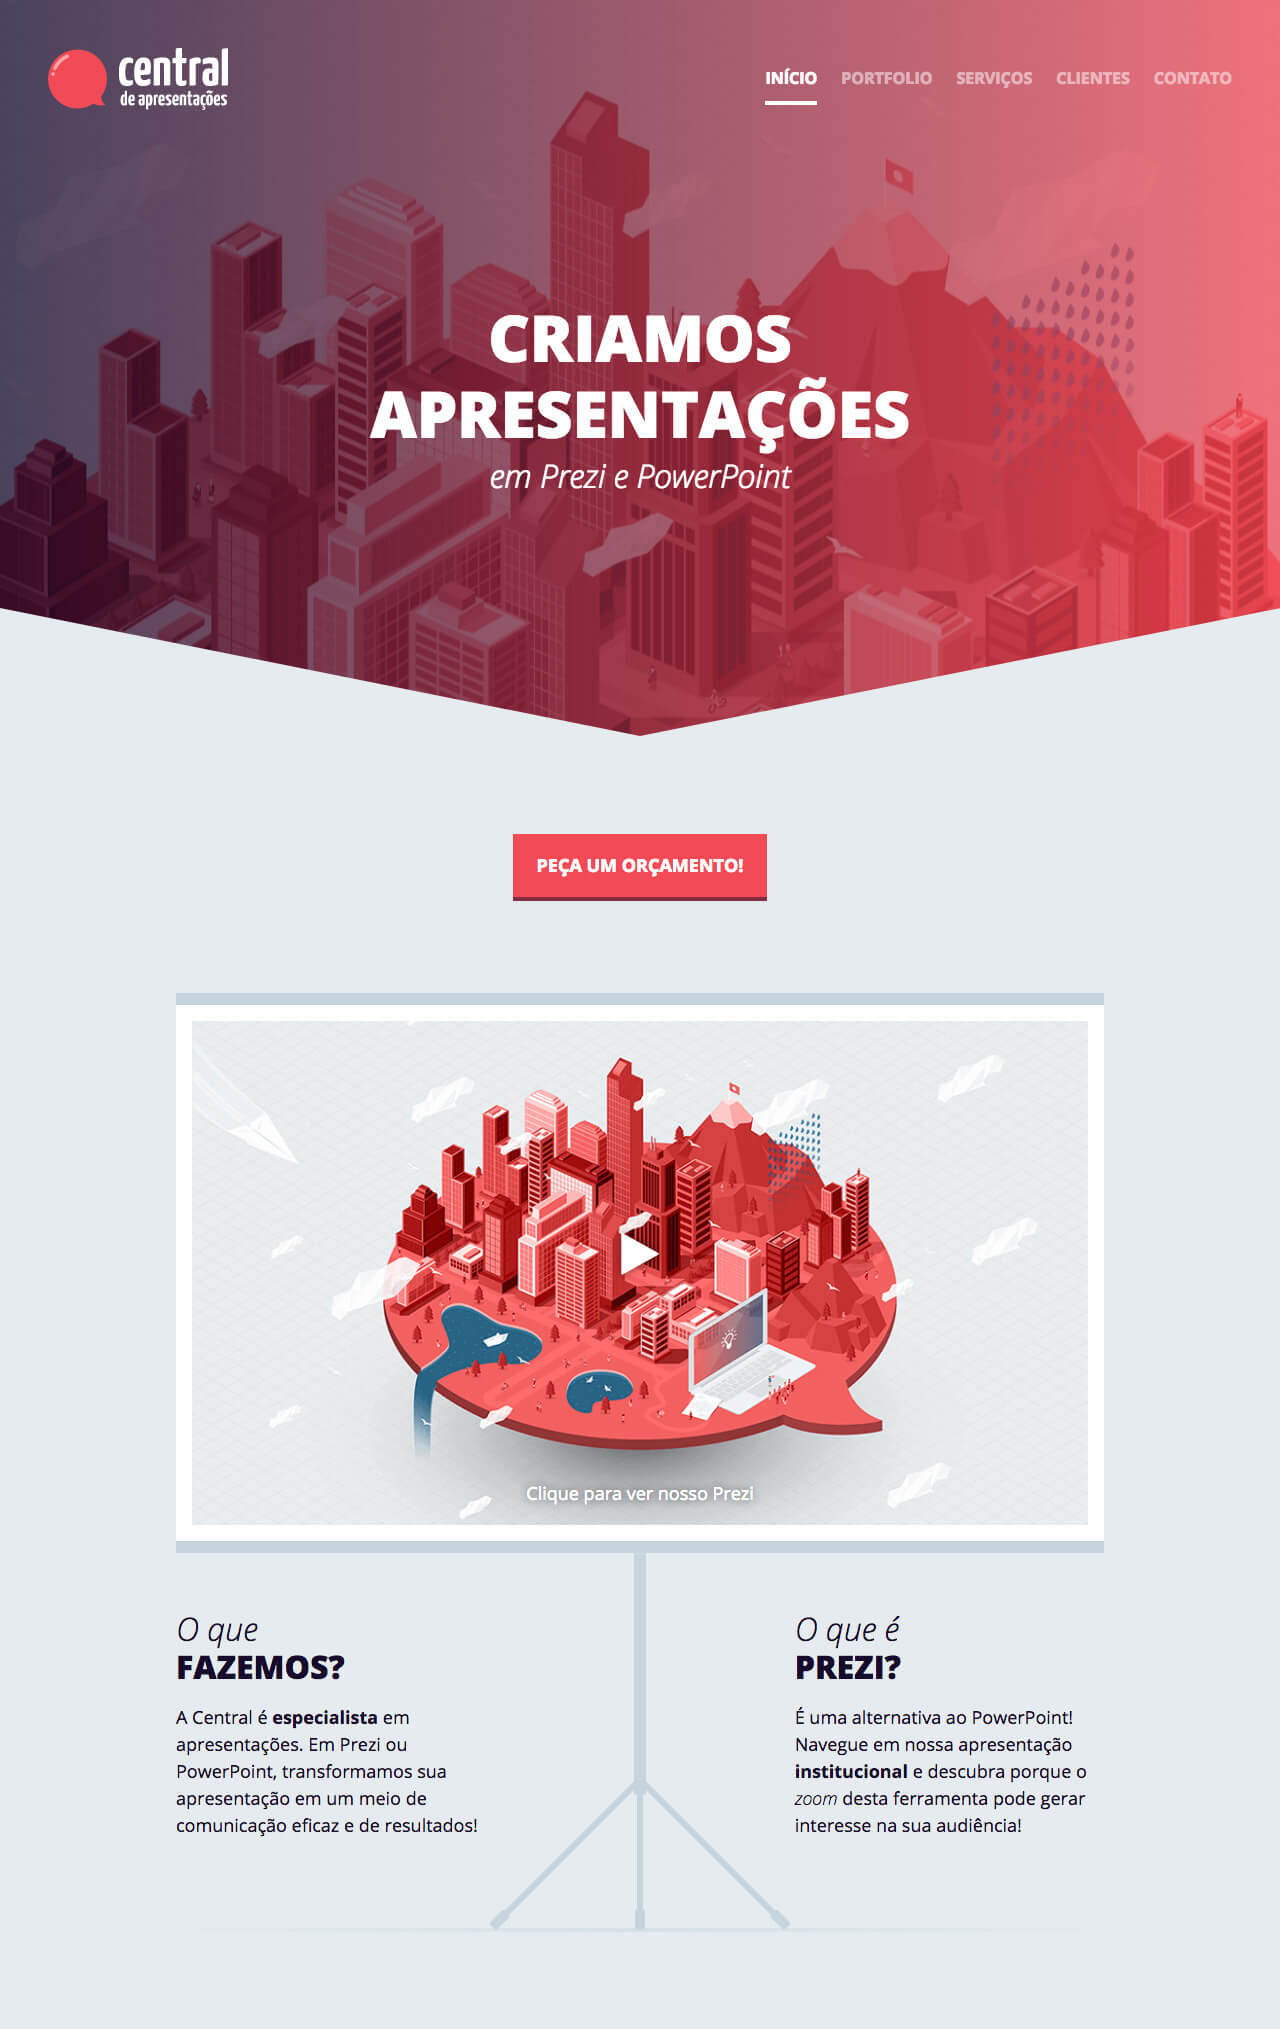 central
de apresentações
INÍCIO PORTFOLIO SERVIÇOS CLIENTES CONTATO
CRIAMOS
APRESENTAÇÕES
em Prezi e PowerPoint
PEÇA UM ORÇAMENTO!
Clique para ver nosso Prezi
O que
FAZEMOS?
A Central é especialista em
apresentações. Em Prezi ou
PowerPoint, transformamos sua
apresentação em um meio de
comunicação eficaz e de resultados!
O que é
PREZI?
É uma alternativa ao PowerPoint!
Navegue em nossa apresentação
institucional e descubra porque o
zoom desta ferramenta pode gerar
interesse na sua audiência!